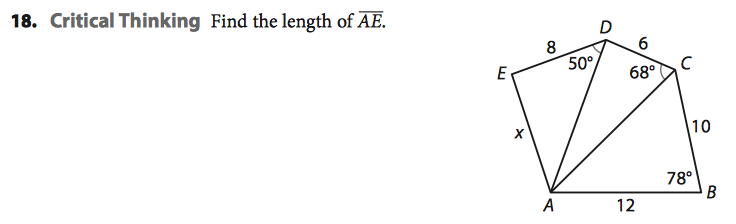 18. Critical Thinking Find the length of AE.
D
8
6
50°
68°
C
E
x
10
78°
B
A
12